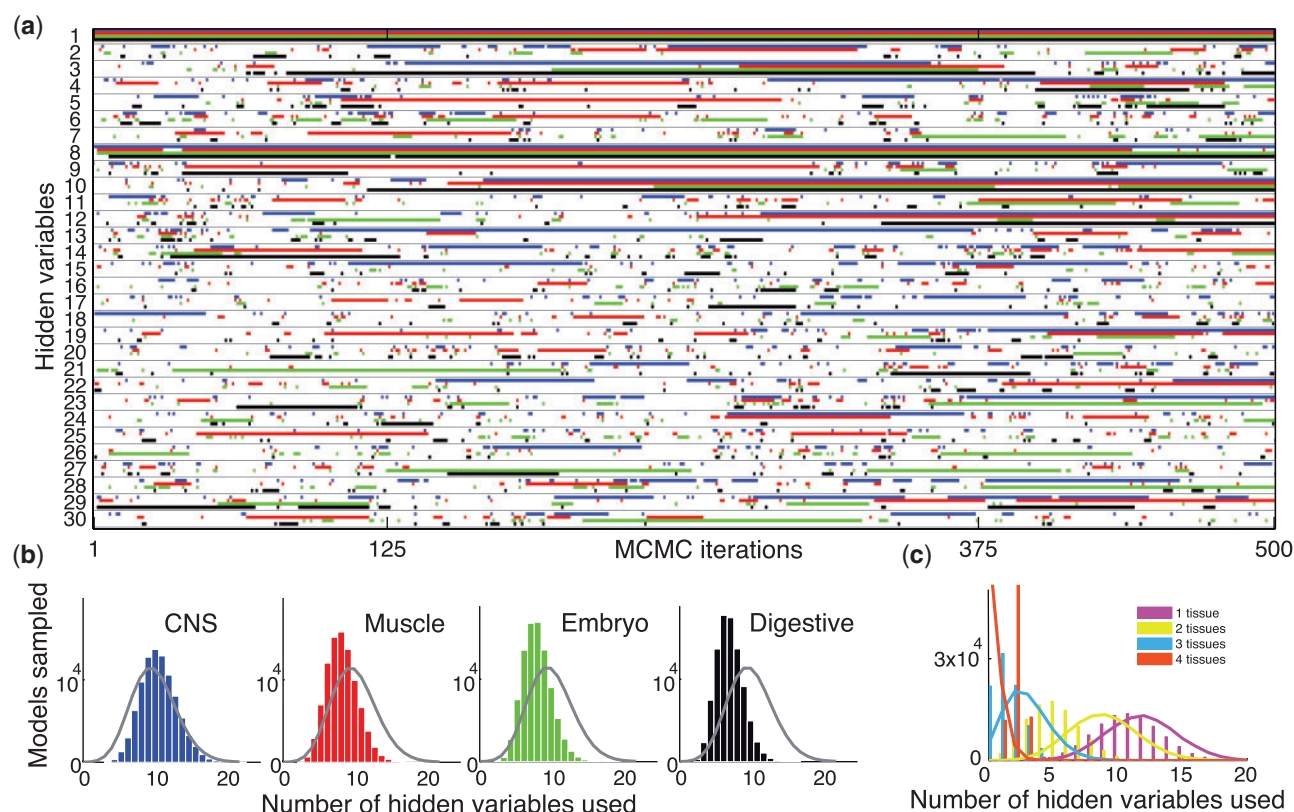 (a)
Hidden variables
1
2
3
4
5
6
7
8
9
10
11
12
13
14
15
16
17
18
19
20
21
22
23
24
25
26
27
28
29
30
1 125 MCMC iterations 375 500
(b)
Models sampled
CNS
10^4
0
0 10 20
Muscle
10^4
0
0 10 20
Embryo
10^4
0
0 10 20
Digestive
10^4
0
0 10 20
Number of hidden variables used
(c)
1 tissue
2 tissues
3 tissues
4 tissues
3x10^4
0
0 5 10 15 20
Number of hidden variables used